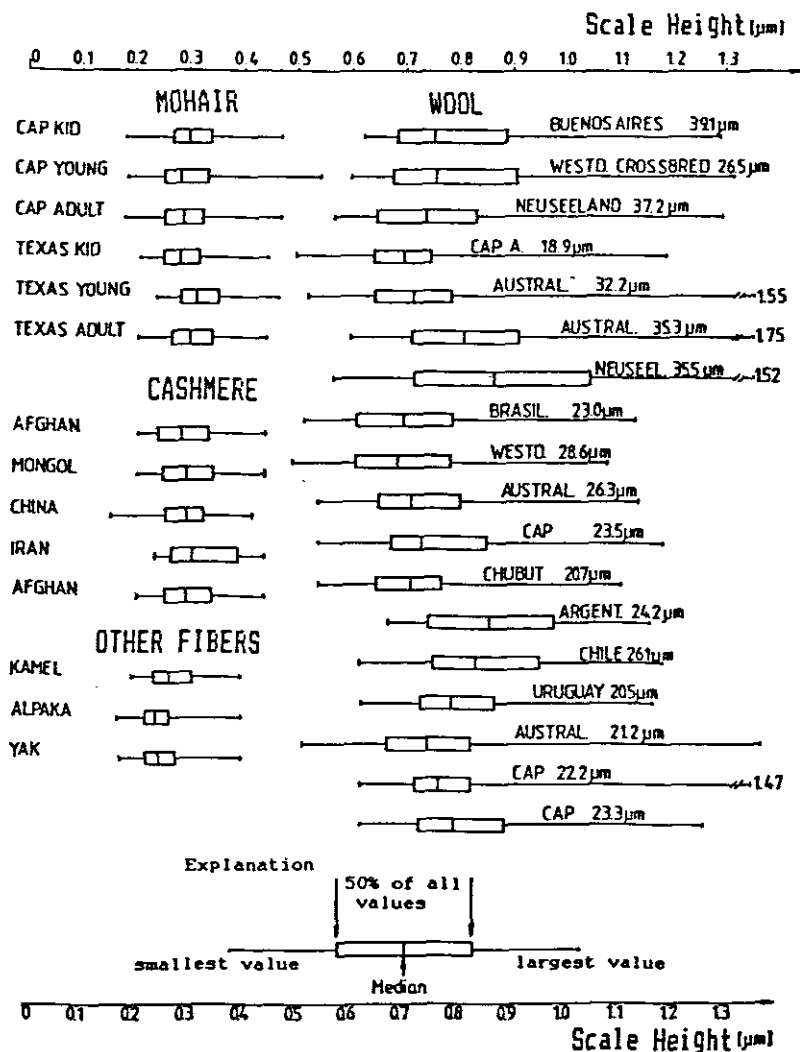 Scale Height [µm]
0 0.1 0.2 0.3 0.4 0.5 0.6 0.7 0.8 0.9 1.0 1.1 1.2 1.3
MOHAIR WOOL
CAP KID BUENOS AIRES 39.1µm
CAP YOUNG WESTD. CROSSBRED 26.5µm
CAP ADULT NEUSEELAND 37.2µm
TEXAS KID CAP A. 18.9µm
TEXAS YOUNG AUSTRAL. 32.2µm 1.55
TEXAS ADULT AUSTRAL. 35.3µm 1.75
NEUSEEL. 35.5µm 1.52
CASHMERE
AFGHAN BRASIL. 23.0µm
MONGOL WESTD. 28.6µm
CHINA AUSTRAL. 26.3µm
IRAN CAP 23.5µm
AFGHAN CHUBUT 20.7µm
ARGENT. 24.2µm
OTHER FIBERS
KAMEL CHILE 26.1µm
ALPAKA URUGUAY 20.5µm
YAK AUSTRAL. 21.2µm
CAP 22.2µm 1.47
CAP 23.3µm
Explanation
50% of all
values
smallest value largest value
Median
0 0.1 0.2 0.3 0.4 0.5 0.6 0.7 0.8 0.9 1.0 1.1 1.2 1.3
Scale Height [µm]